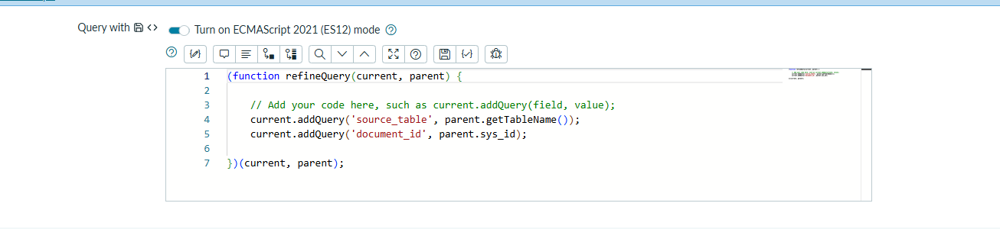 Query with
Turn on ECMAScript 2021 (ES12) mode
1 (function refineQuery(current, parent) {
2
3 // Add your code here, such as current.addQuery(field, value);
4 current.addQuery('source_table', parent.getTableName());
5 current.addQuery('document_id', parent.sys_id);
6
7 })(current, parent);